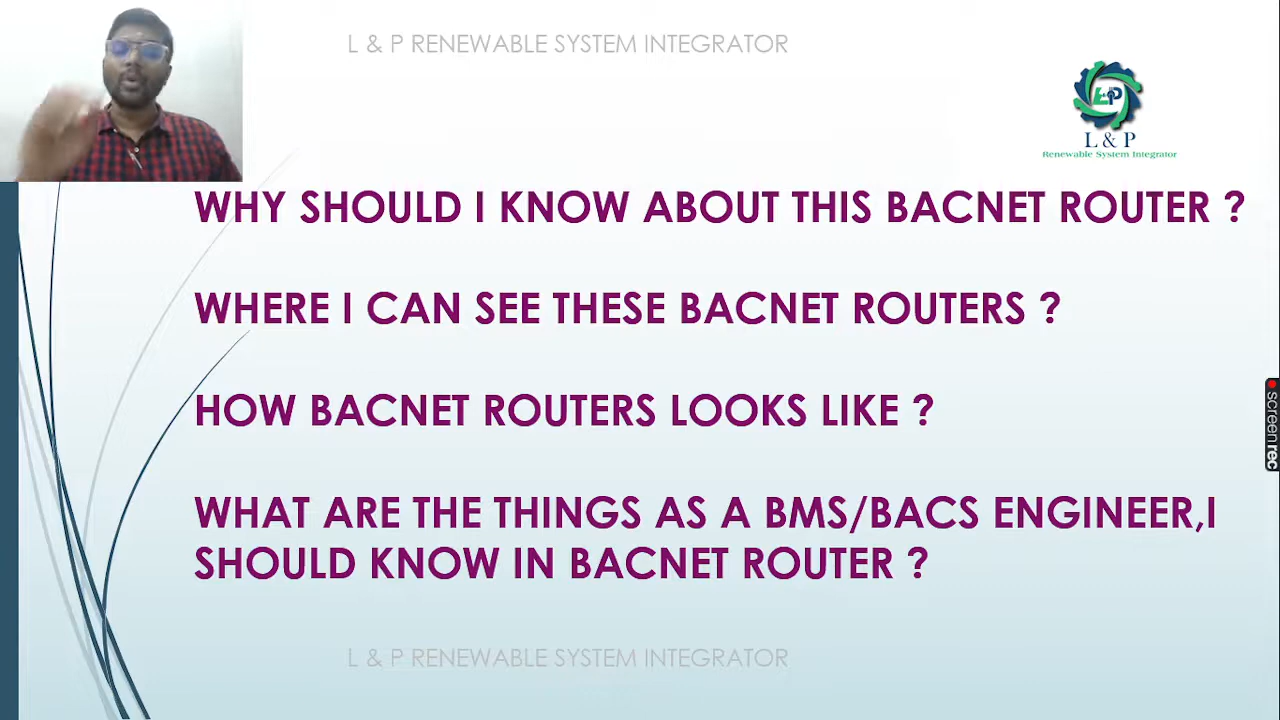 L & P RENEWABLE SYSTEM INTEGRATOR
L&P
L & P
Renewable System Integrator
WHY SHOULD I KNOW ABOUT THIS BACNET ROUTER ?
WHERE I CAN SEE THESE BACNET ROUTERS ?
HOW BACNET ROUTERS LOOKS LIKE ?
WHAT ARE THE THINGS AS A BMS/BACS ENGINEER,I
SHOULD KNOW IN BACNET ROUTER ?
screenrec
L & P RENEWABLE SYSTEM INTEGRATOR